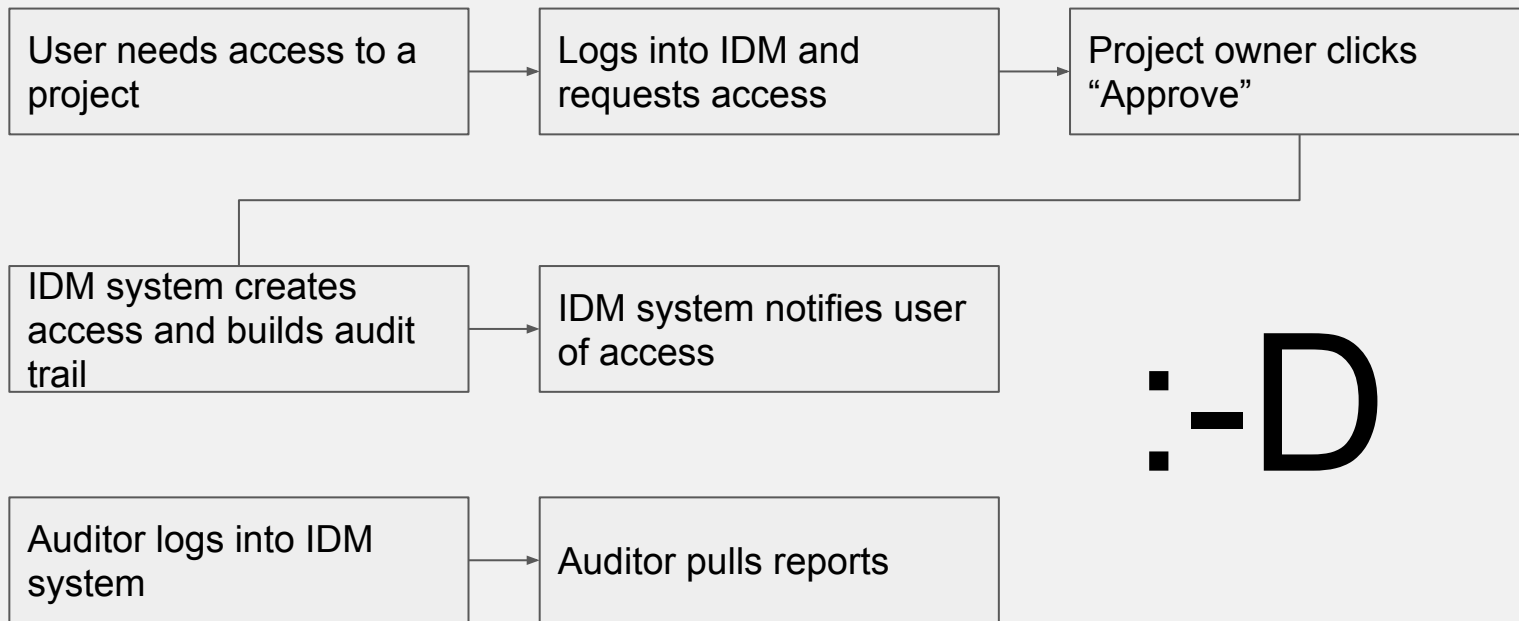 User needs access to a
project
Logs into IDM and
requests access
Project owner clicks
“Approve”
IDM system creates
access and builds audit
trail
IDM system notifies user
of access
:-D
Auditor logs into IDM
system
Auditor pulls reports